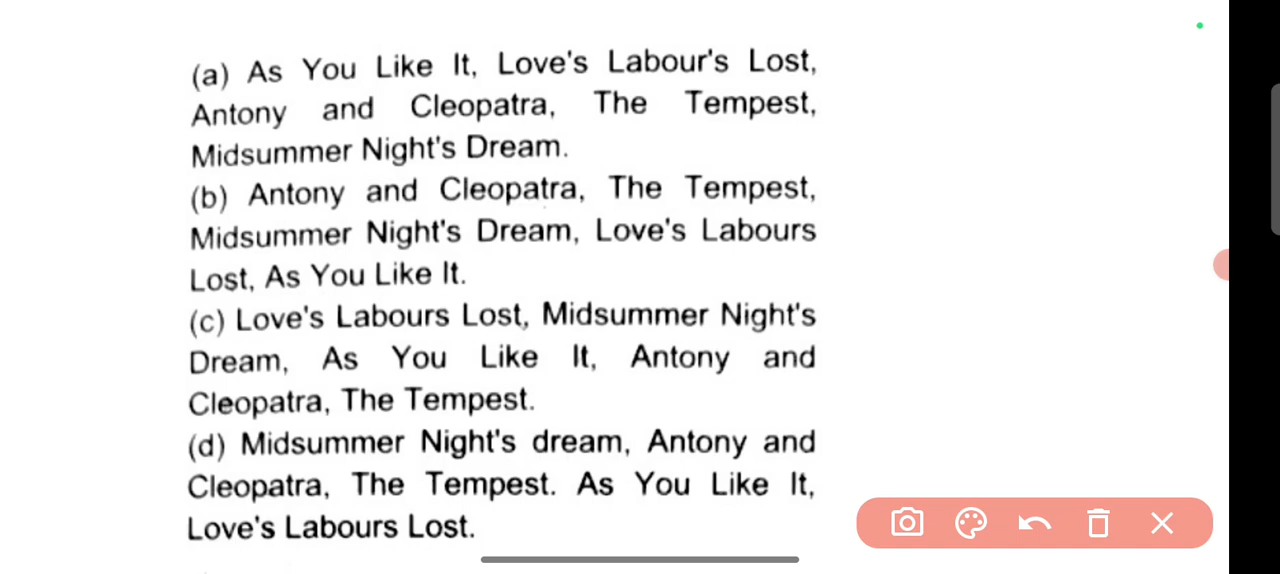 (a) As You Like It, Love's Labour's Lost,
Antony and Cleopatra, The Tempest,
Midsummer Night's Dream.
(b) Antony and Cleopatra, The Tempest,
Midsummer Night's Dream, Love's Labours
Lost, As You Like It.
(c) Love's Labours Lost, Midsummer Night's
Dream, As You Like It, Antony and
Cleopatra, The Tempest.
(d) Midsummer Night's dream, Antony and
Cleopatra, The Tempest. As You Like It,
Love's Labours Lost.